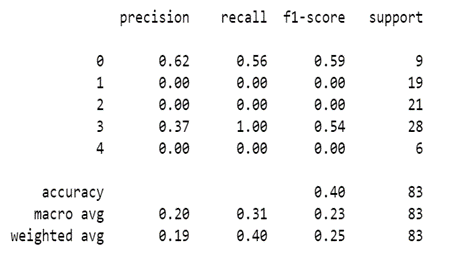 precision recall f1-score support
0 0.62 0.56 0.59 9
1 0.00 0.00 0.00 19
2 0.00 0.00 0.00 21
3 0.37 1.00 0.54 28
4 0.00 0.00 0.00 6
accuracy 0.40 83
macro avg 0.20 0.31 0.23 83
weighted avg 0.19 0.40 0.25 83